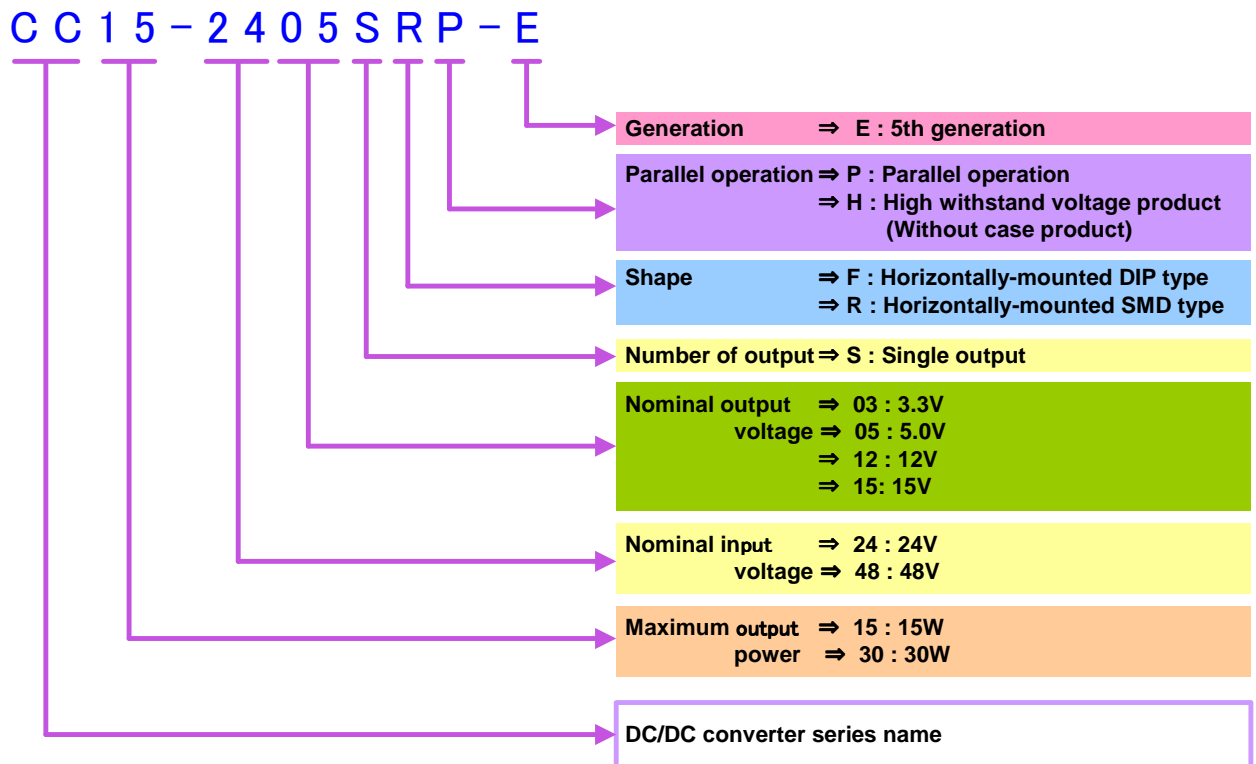 CC15-2405SRP-E
Generation ⇒ E : 5th generation
Parallel operation ⇒ P : Parallel operation
⇒ H : High withstand voltage product
(Without case product)
Shape ⇒ F : Horizontally-mounted DIP type
⇒ R : Horizontally-mounted SMD type
Number of output ⇒ S : Single output
Nominal output ⇒ 03 : 3.3V
voltage ⇒ 05 : 5.0V
⇒ 12 : 12V
⇒ 15: 15V
Nominal input ⇒ 24 : 24V
voltage ⇒ 48 : 48V
Maximum output ⇒ 15 : 15W
power ⇒ 30 : 30W
DC/DC converter series name